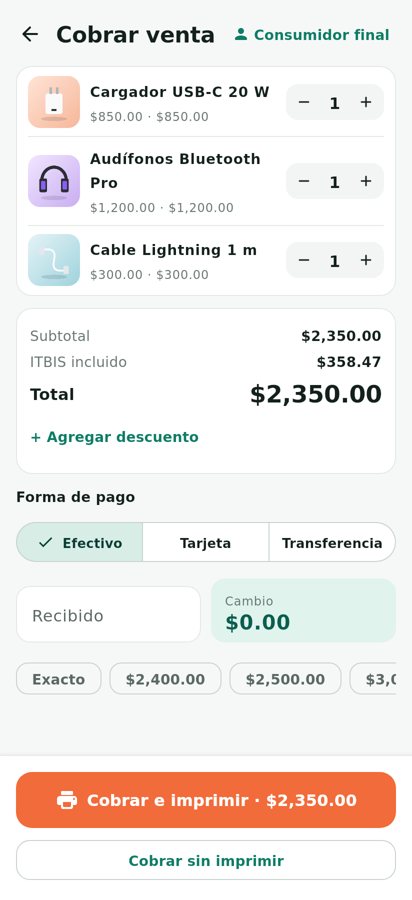 Cobrar venta
Consumidor final
Cargador USB-C 20 W
$850.00 · $850.00
− 1 +
Audífonos Bluetooth
Pro
$1,200.00 · $1,200.00
− 1 +
Cable Lightning 1 m
$300.00 · $300.00
− 1 +
Subtotal $2,350.00
ITBIS incluido $358.47
Total $2,350.00
+ Agregar descuento
Forma de pago
Efectivo Tarjeta Transferencia
Recibido
Cambio
$0.00
Exacto $2,400.00 $2,500.00 $3,0
Cobrar e imprimir · $2,350.00
Cobrar sin imprimir